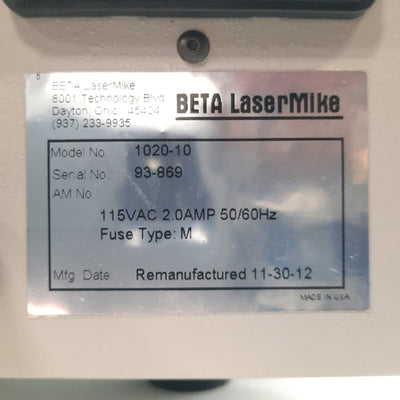 BETA LaserMike
8001 Technology Blvd
Dayton, Ohio 45424
(937) 233-9935
BETA LaserMike
Model No.: 1020-10
Serial No.: 93-869
AM No.:
115VAC 2.0AMP 50/60Hz
Fuse Type: M
Mfg. Date: Remanufactured 11-30-12
MADE IN U.S.A.